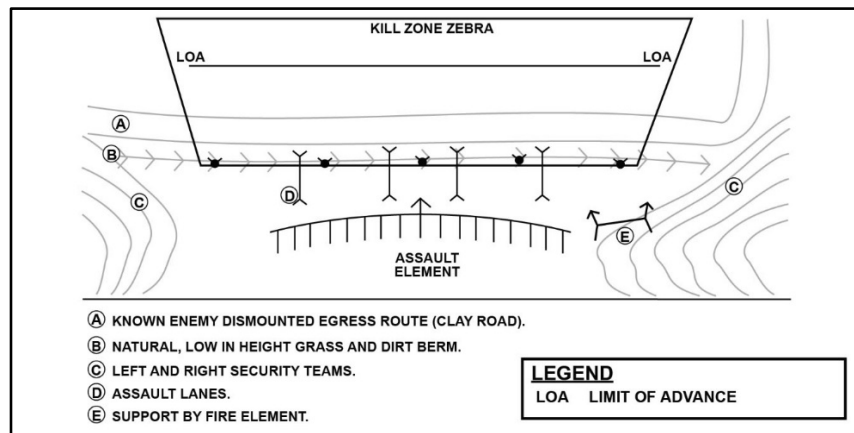 KILL ZONE ZEBRA
LOA LOA
A
B
C C
D
E
ASSAULT
ELEMENT
A KNOWN ENEMY DISMOUNTED EGRESS ROUTE (CLAY ROAD).
B NATURAL, LOW IN HEIGHT GRASS AND DIRT BERM.
C LEFT AND RIGHT SECURITY TEAMS.
D ASSAULT LANES.
E SUPPORT BY FIRE ELEMENT.
LEGEND
LOA LIMIT OF ADVANCE